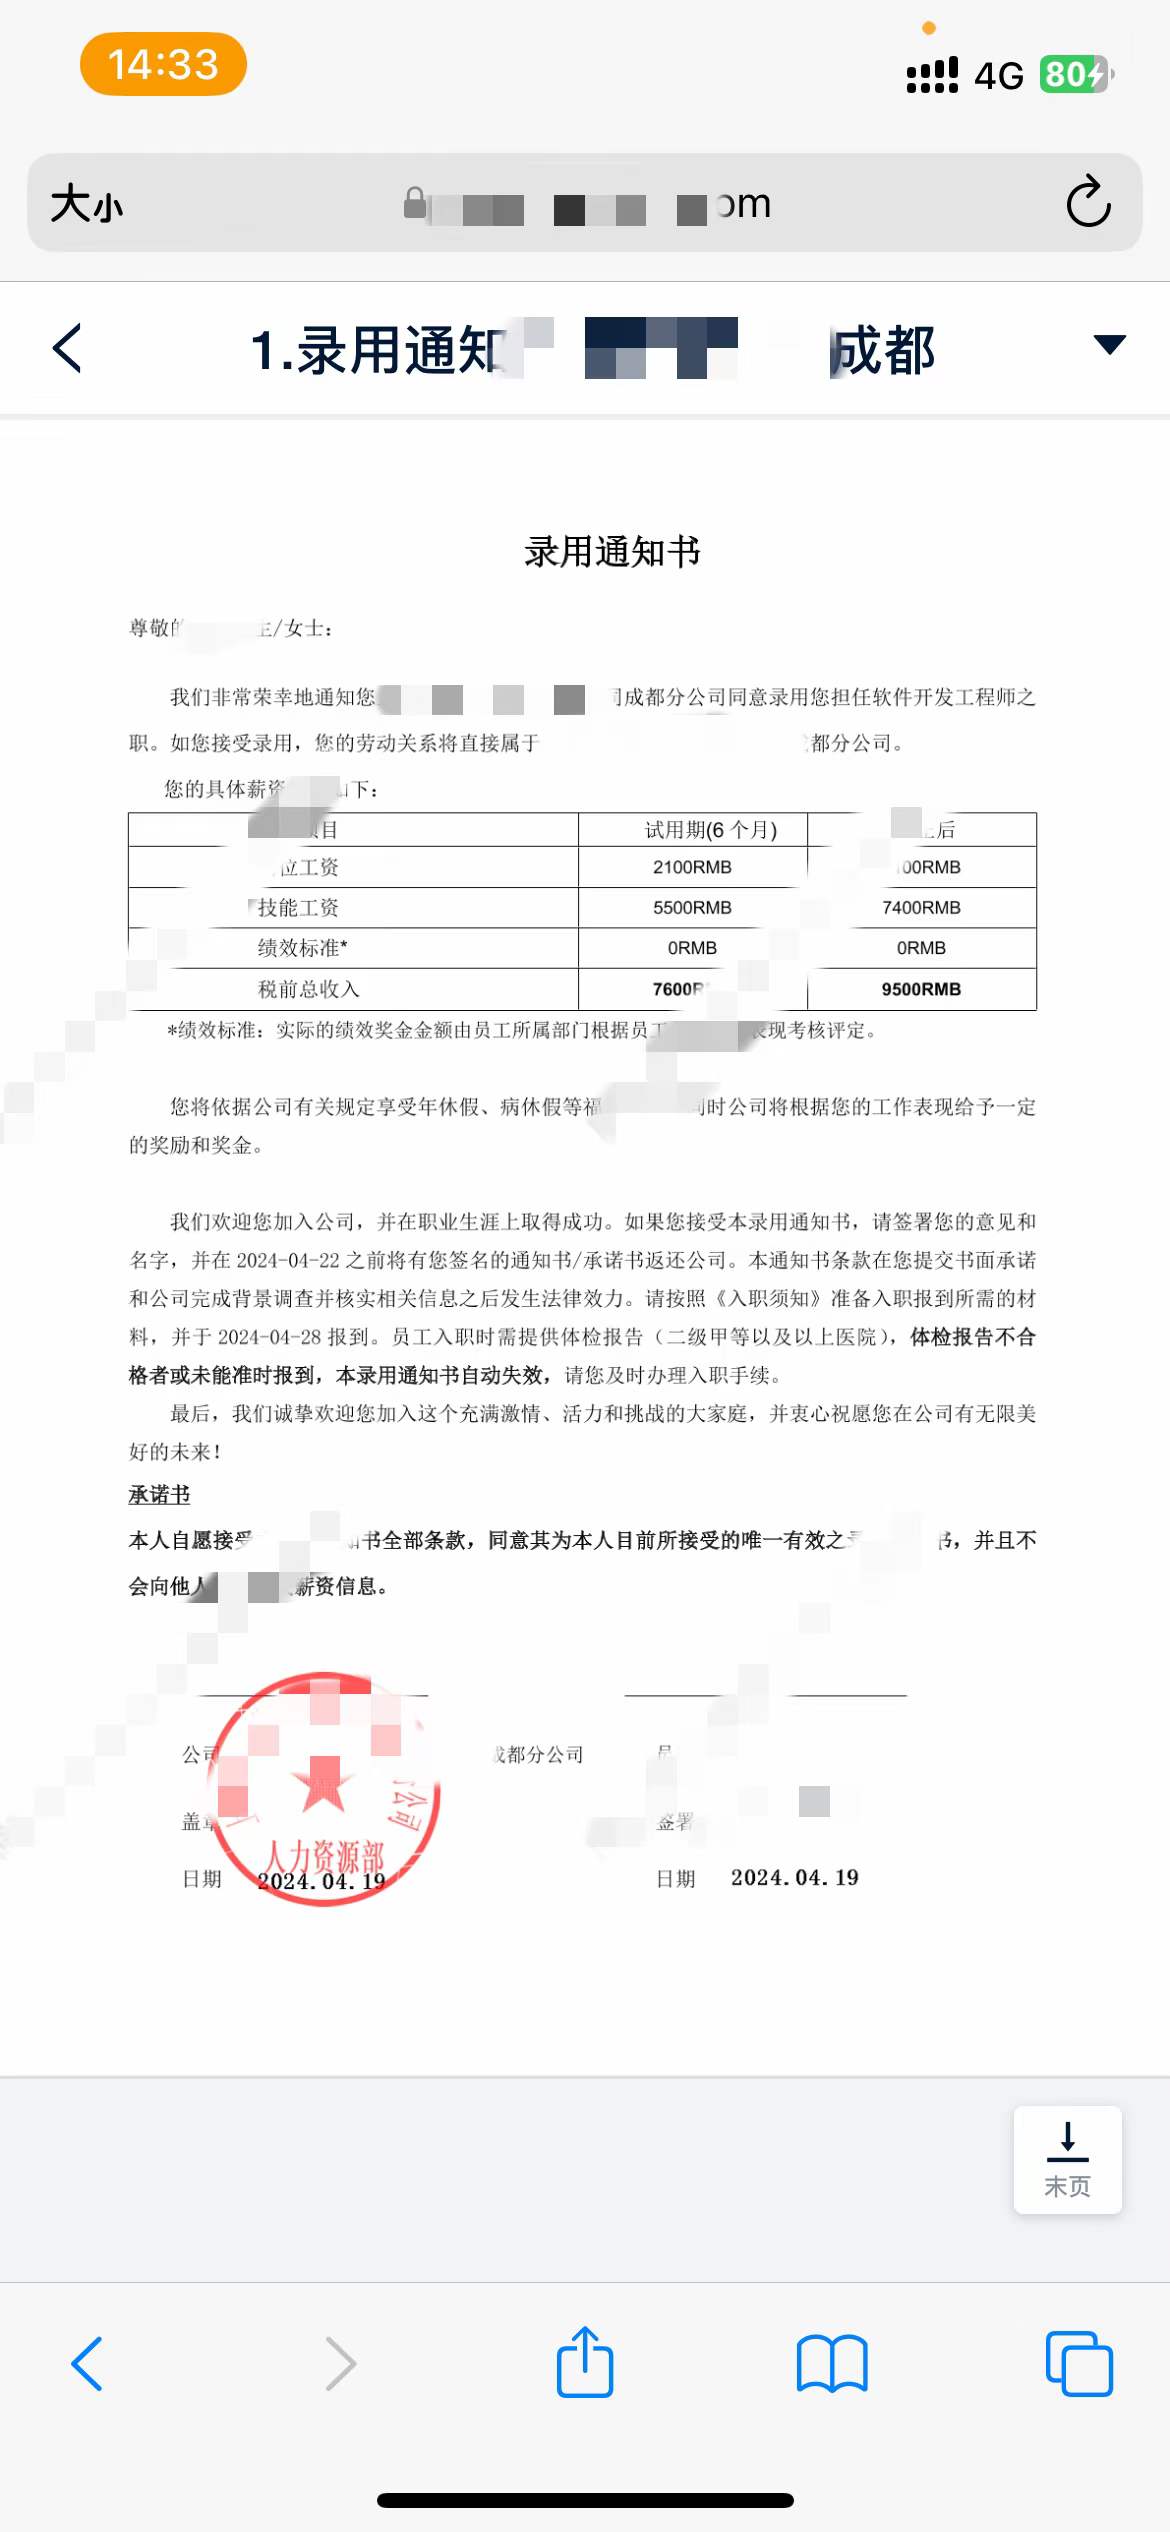 14:33
4G 80
大小
om
1.录用通知 成都
录用通知书
尊敬的 /女士：
我们非常荣幸地通知您 司成都分公司同意录用您担任软件开发工程师之
职。如您接受录用，您的劳动关系将直接属于 都分公司。
您的具体薪资 下：
目 试用期(6 个月) 后
位工资 2100RMB 00RMB
技能工资 5500RMB 7400RMB
绩效标准* 0RMB 0RMB
税前总收入 7600R 9500RMB
*绩效标准：实际的绩效奖金金额由员工所属部门根据员工 表现考核评定。
您将依据公司有关规定享受年休假、病休假等福 同时公司将根据您的工作表现给予一定
的奖励和奖金。
我们欢迎您加入公司，并在职业生涯上取得成功。如果您接受本录用通知书，请签署您的意见和
名字，并在 2024-04-22 之前将有您签名的通知书/承诺书返还公司。本通知书条款在您提交书面承诺
和公司完成背景调查并核实相关信息之后发生法律效力。请按照《入职须知》准备入职报到所需的材
料，并于 2024-04-28 报到。员工入职时需提供体检报告（二级甲等以及以上医院），体检报告不合
格者或未能准时报到，本录用通知书自动失效，请您及时办理入职手续。
最后，我们诚挚欢迎您加入这个充满激情、活力和挑战的大家庭，并衷心祝愿您在公司有无限美
好的未来！
承诺书
本人自愿接受 书全部条款，同意其为本人目前所接受的唯一有效之 书，并且不
会向他人 薪资信息。
公司 成都分公司 员
盖章 签署
公司
人力资源部
日期 2024.04.19 日期 2024.04.19
末页